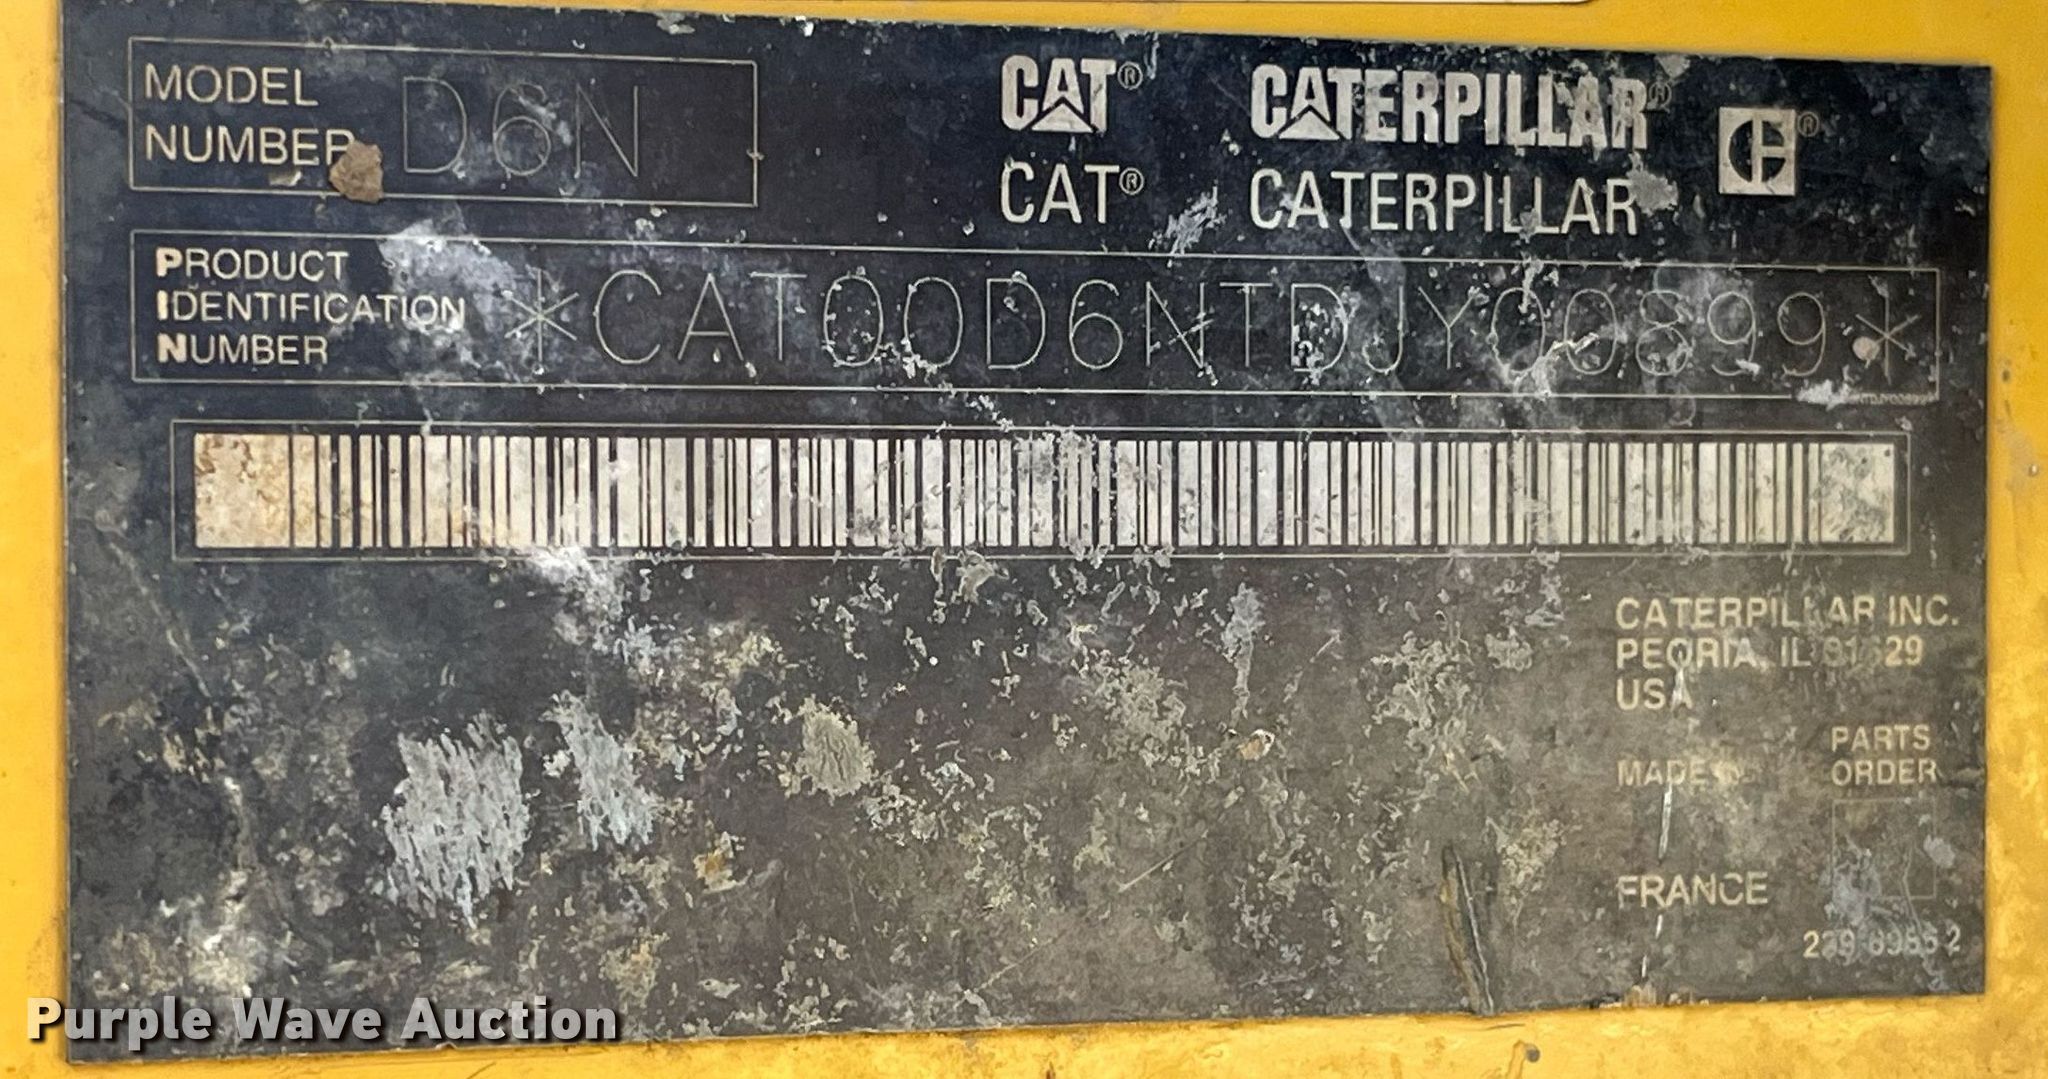 MODEL
NUMBER D6N
CAT® CATERPILLAR®
CAT® CATERPILLAR
PRODUCT
IDENTIFICATION
NUMBER
*CAT00D6NTDJY00899*
CATERPILLAR INC.
PEORIA, IL 61629
USA
MADE
PARTS
ORDER
FRANCE
Purple Wave Auction